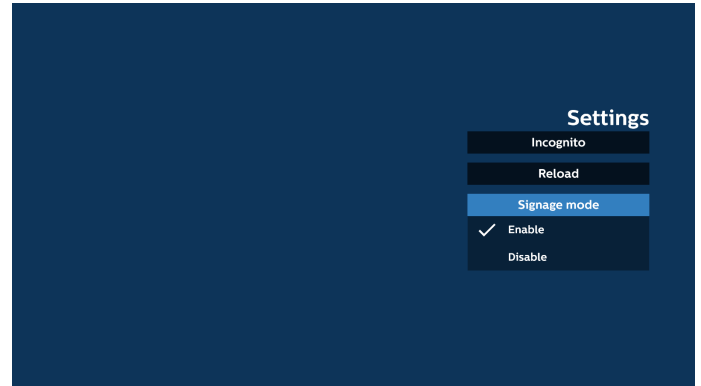 Settings
Incognito
Reload
Signage mode
Enable
Disable